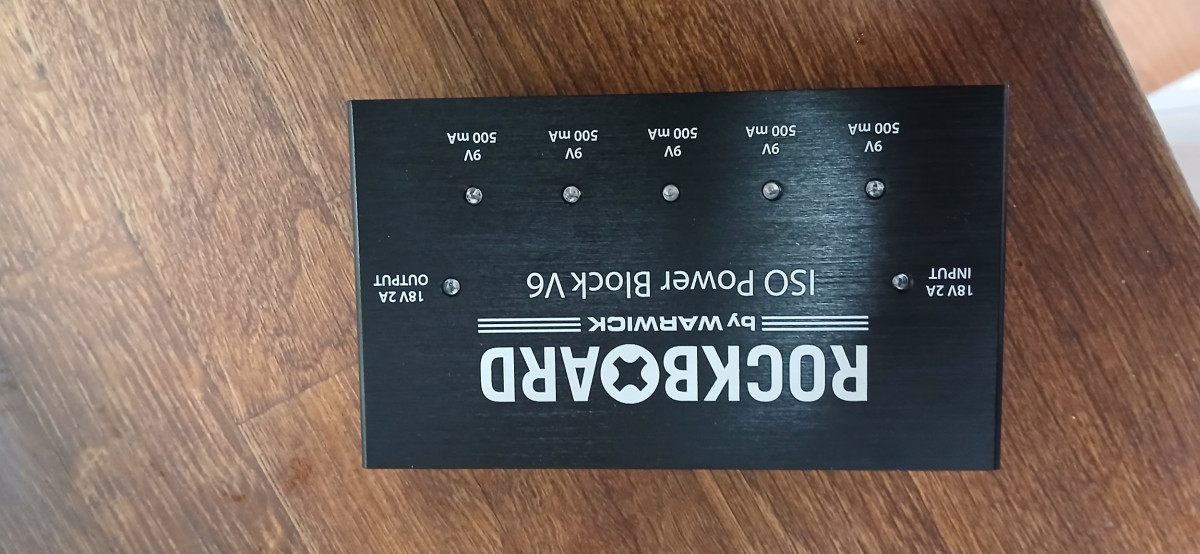 ROCKBOARD
by WARWICK
ISO Power Block V6
18V 2A
INPUT
18V 2A
OUTPUT
9V
500 mA
9V
500 mA
9V
500 mA
9V
500 mA
9V
500 mA